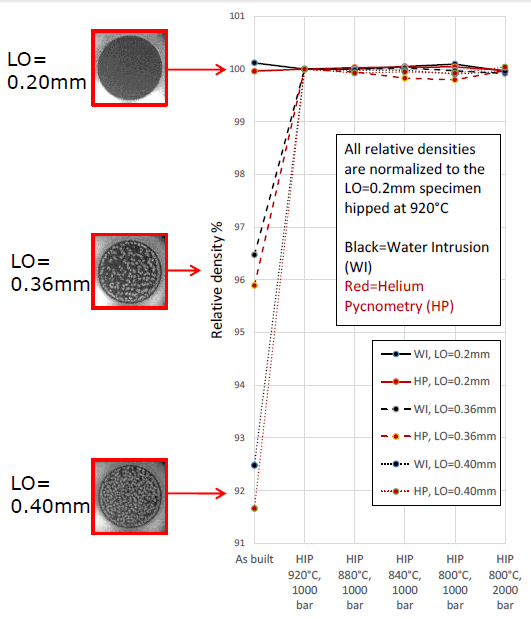 LO=
0.20mm
LO=
0.36mm
LO=
0.40mm
Relative density %
101
100
99
98
97
96
95
94
93
92
91
All relative densities
are normalized to the
LO=0.2mm specimen
hipped at 920°C
Black=Water Intrusion
(WI)
Red=Helium
Pycnometry (HP)
WI, LO=0.2mm
HP, LO=0.2mm
WI, LO=0.36mm
HP, LO=0.36mm
WI, LO=0.40mm
HP, LO=0.40mm
As built
HIP
920°C,
1000
bar
HIP
880°C,
1000
bar
HIP
840°C,
1000
bar
HIP
800°C,
1000
bar
HIP
800°C,
2000
bar